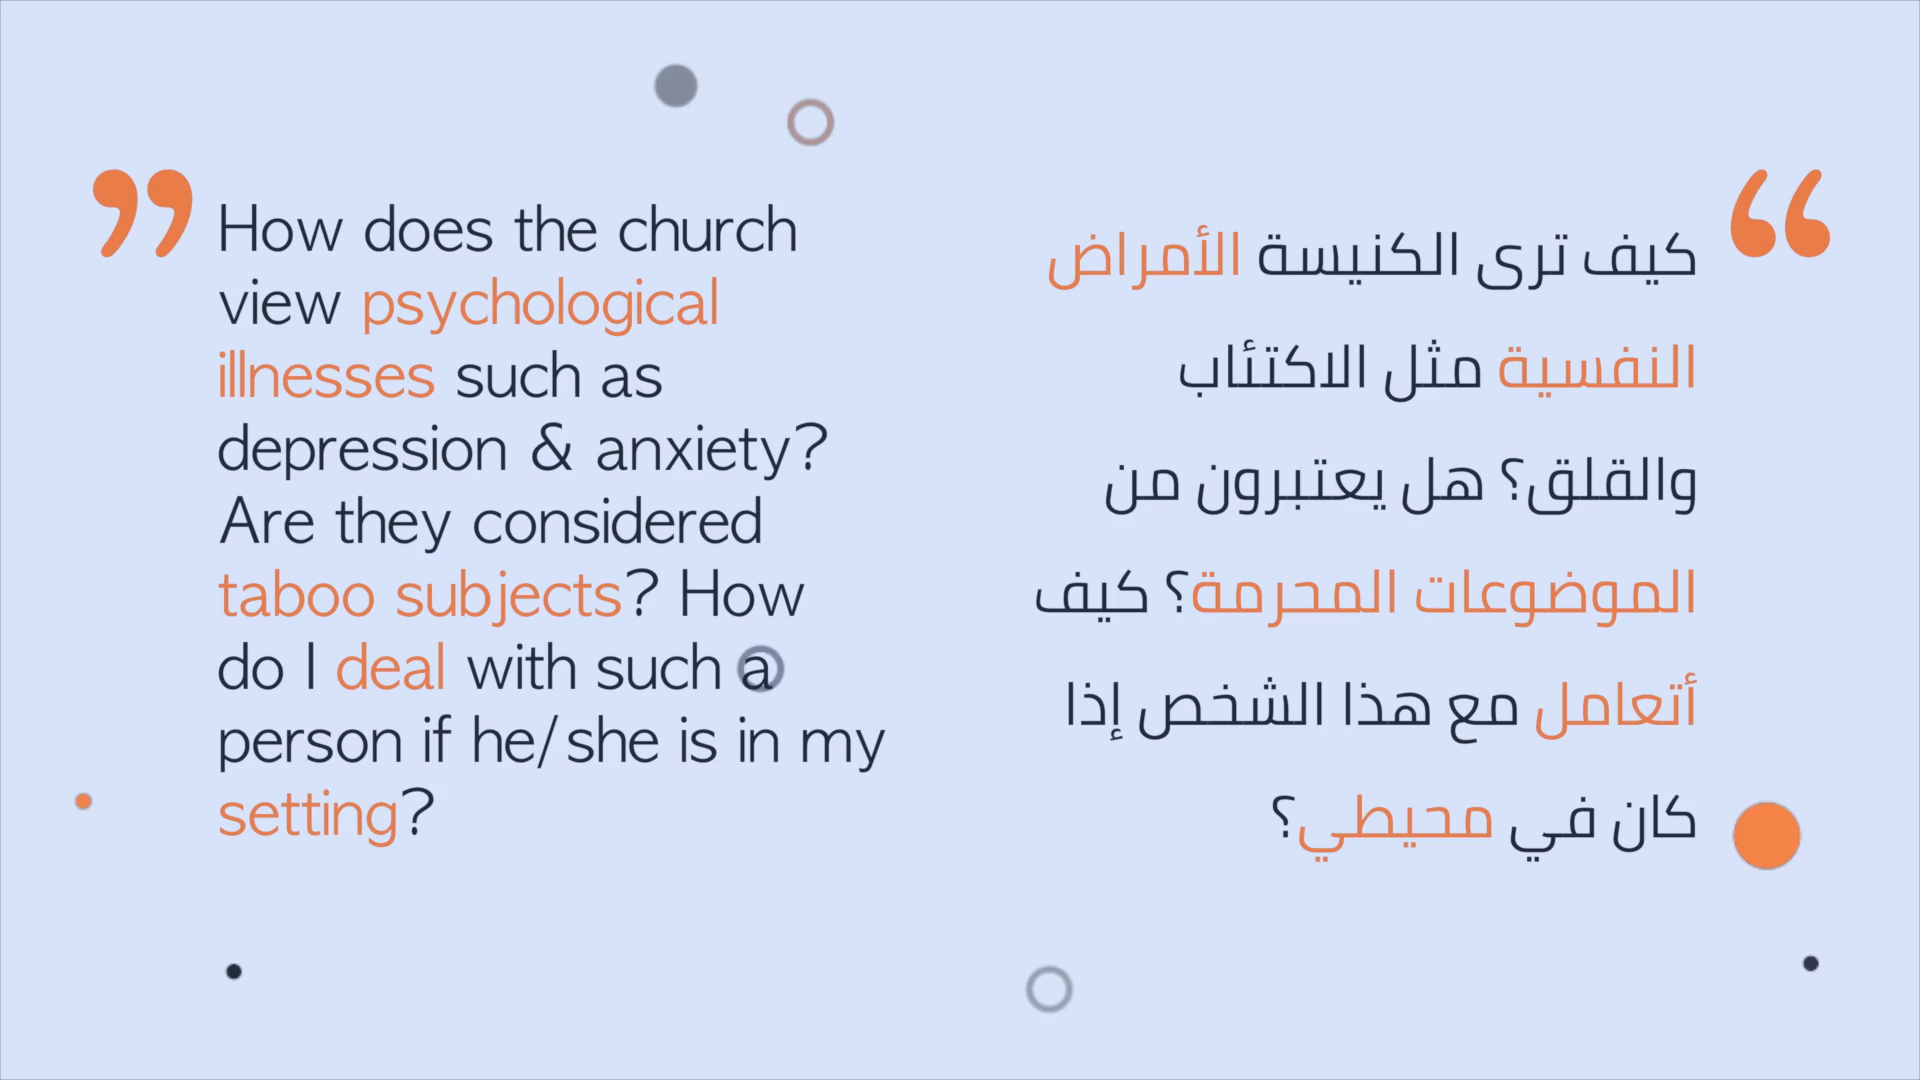 How does the church
view psychological
illnesses such as
depression & anxiety?
Are they considered
taboo subjects? How
do I deal with such a
person if he/she is in my
setting?
كيف ترى الكنيسة الأمراض
النفسية مثل الاكتئاب
والقلق؟ هل يعتبرون من
الموضوعات المحرمة؟ كيف
أتعامل مع هذا الشخص إذا
كان في محيطي؟